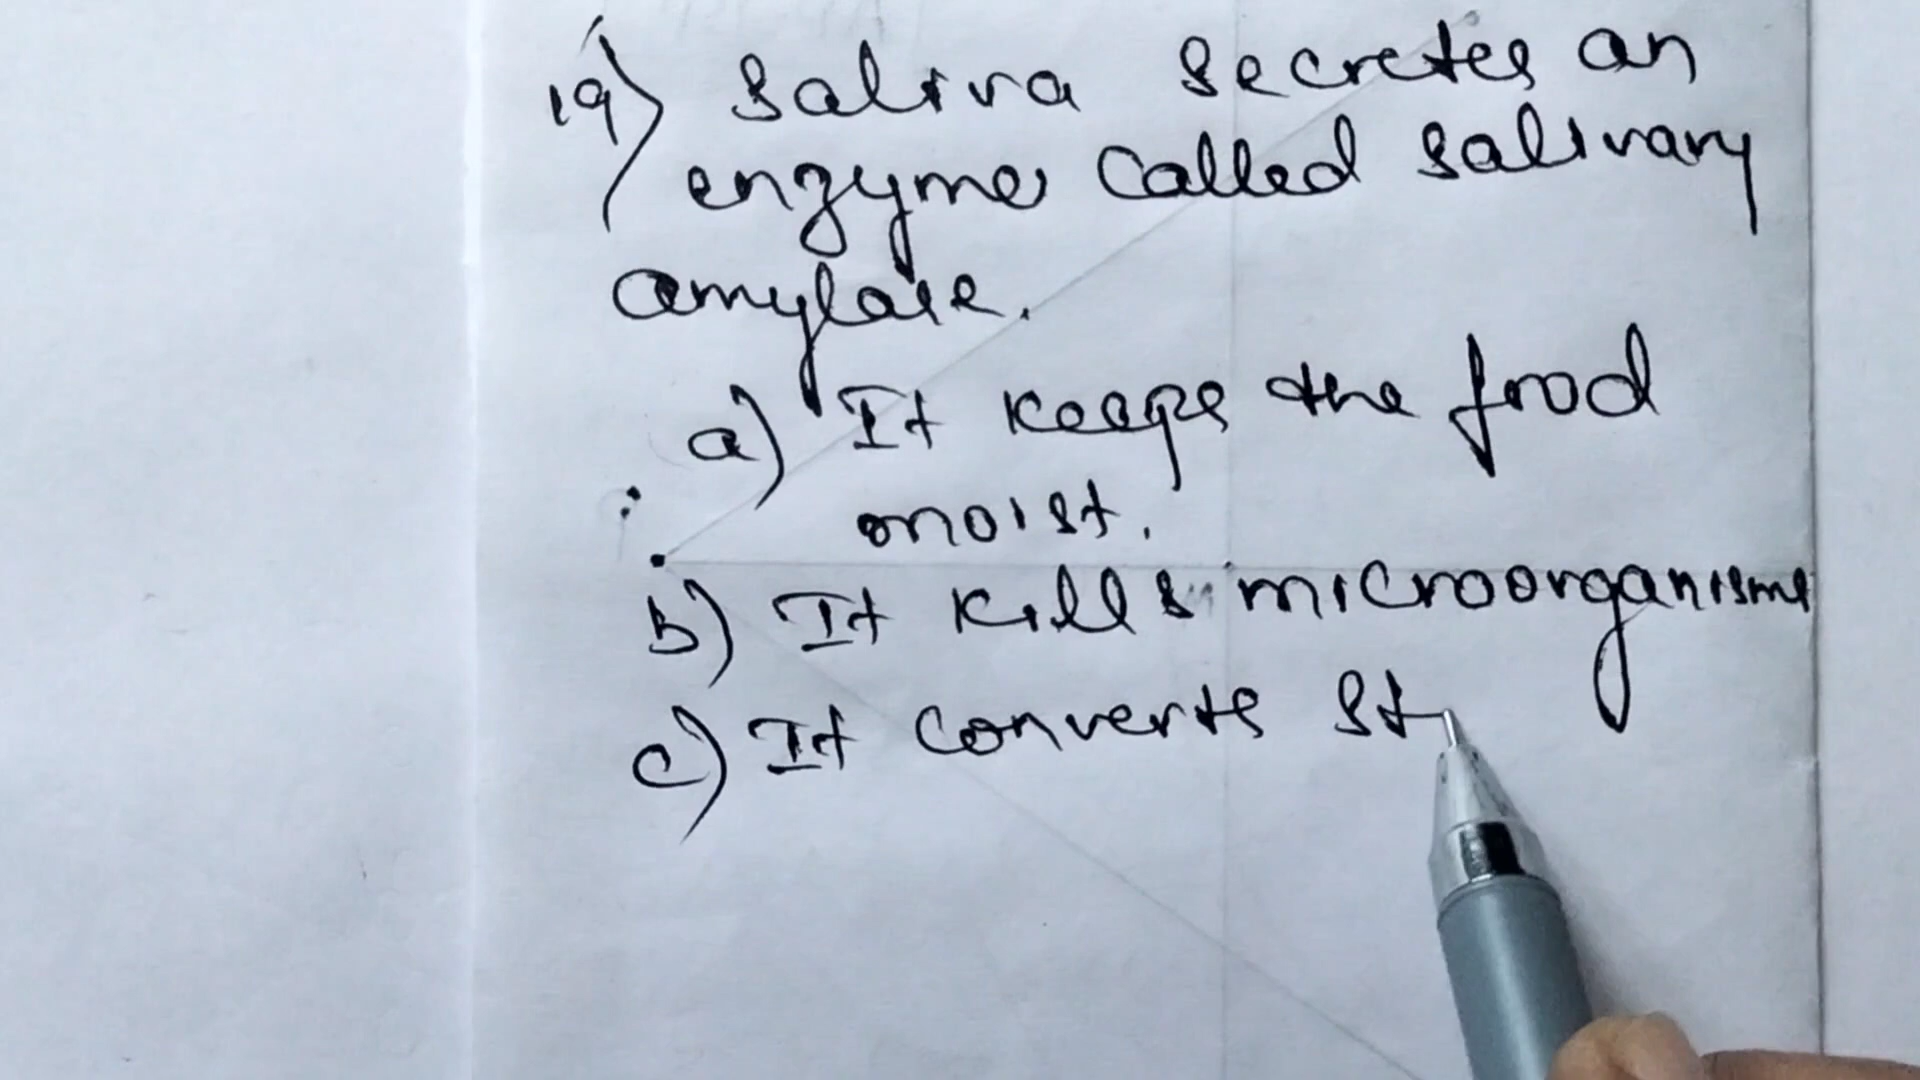 19) Saliva secretes an
enzyme called salivary
amylase.
a) It keeps the food
moist.
b) It kills microorganisms
c) It converts st